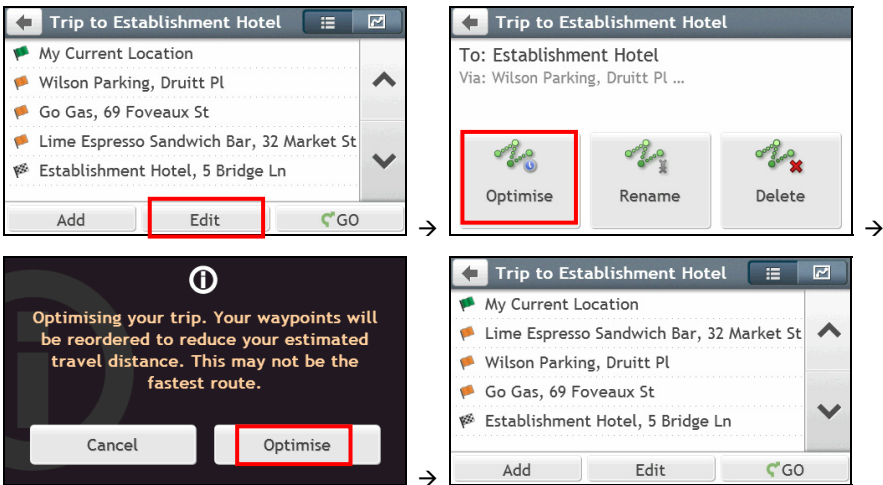 Trip to Establishment Hotel
My Current Location
Wilson Parking, Druitt Pl
Go Gas, 69 Foveaux St
Lime Espresso Sandwich Bar, 32 Market St
Establishment Hotel, 5 Bridge Ln
Add Edit GO
→
Trip to Establishment Hotel
To: Establishment Hotel
Via: Wilson Parking, Druitt Pl ...
Optimise Rename Delete
→
Optimising your trip. Your waypoints will
be reordered to reduce your estimated
travel distance. This may not be the
fastest route.
Cancel Optimise
→
Trip to Establishment Hotel
My Current Location
Lime Espresso Sandwich Bar, 32 Market St
Wilson Parking, Druitt Pl
Go Gas, 69 Foveaux St
Establishment Hotel, 5 Bridge Ln
Add Edit GO